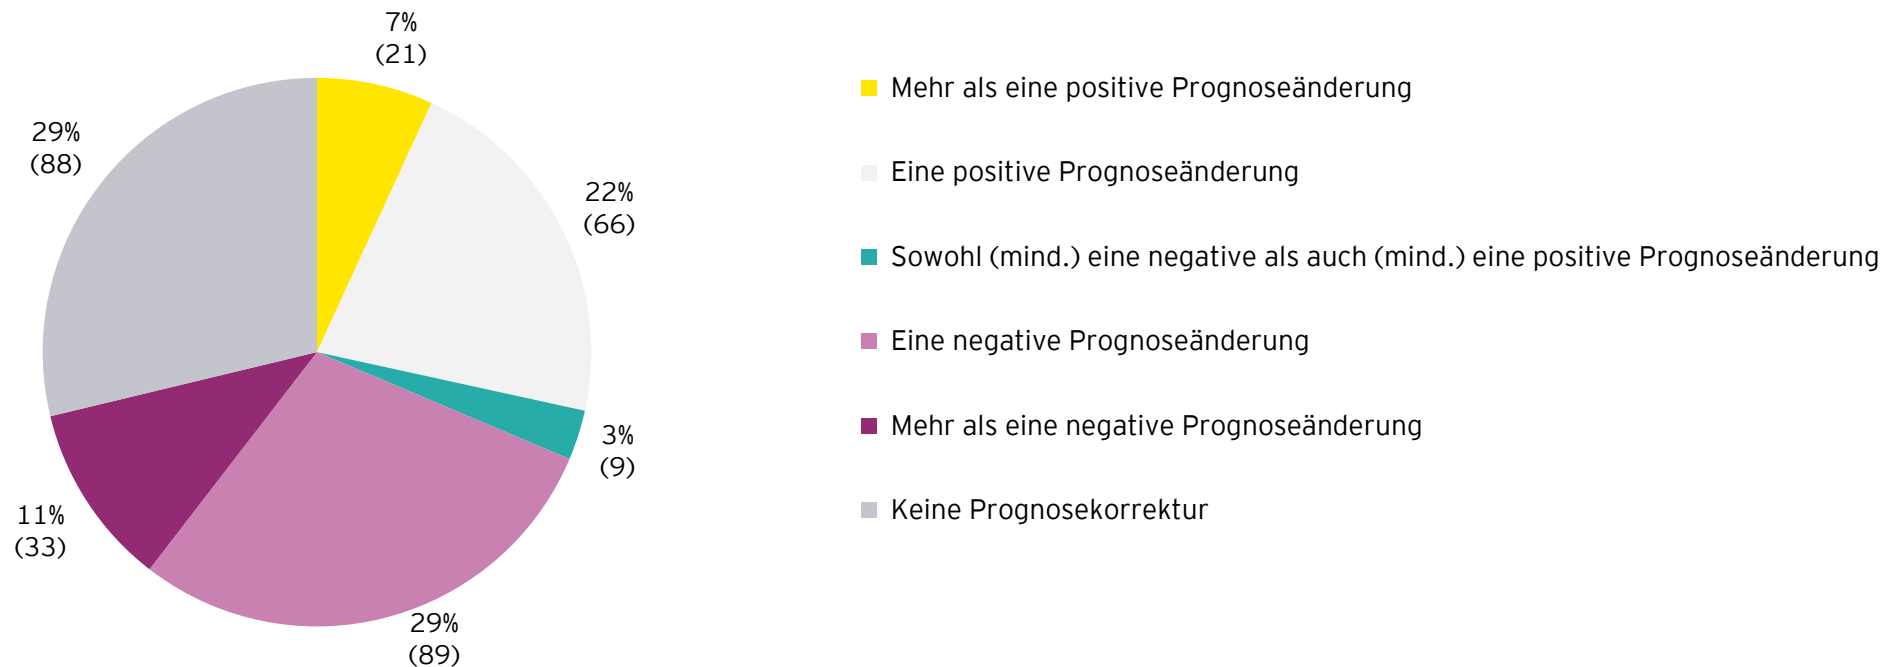 7%
(21)
29%
(88)
22%
(66)
3%
(9)
11%
(33)
29%
(89)
Mehr als eine positive Prognoseänderung
Eine positive Prognoseänderung
Sowohl (mind.) eine negative als auch (mind.) eine positive Prognoseänderung
Eine negative Prognoseänderung
Mehr als eine negative Prognoseänderung
Keine Prognosekorrektur